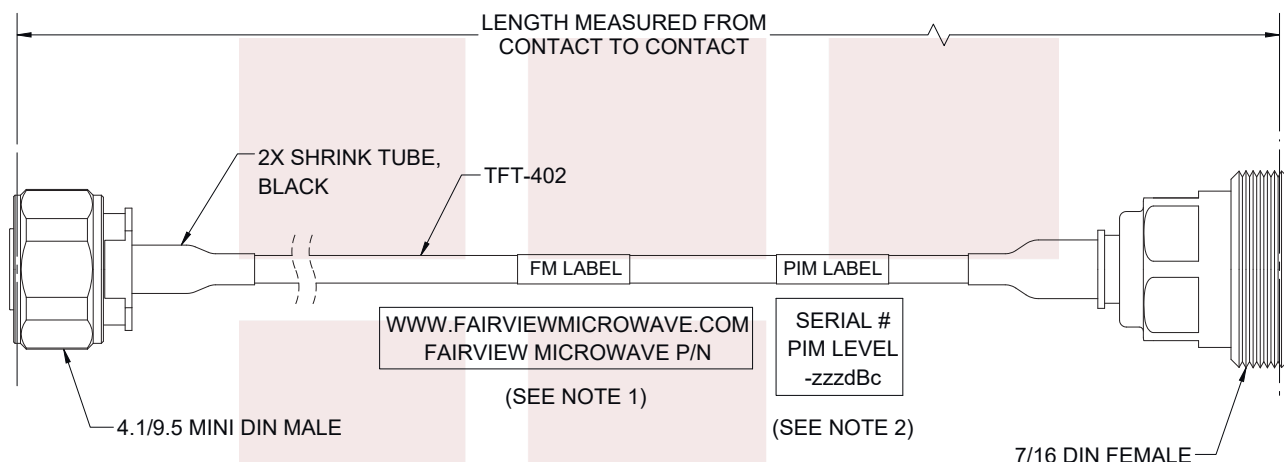 LENGTH MEASURED FROM
CONTACT TO CONTACT
2X SHRINK TUBE,
BLACK
TFT-402
FM LABEL
PIM LABEL
WWW.FAIRVIEWMICROWAVE.COM
FAIRVIEW MICROWAVE P/N
(SEE NOTE 1)
SERIAL #
PIM LEVEL
-zzzdBc
(SEE NOTE 2)
4.1/9.5 MINI DIN MALE
7/16 DIN FEMALE